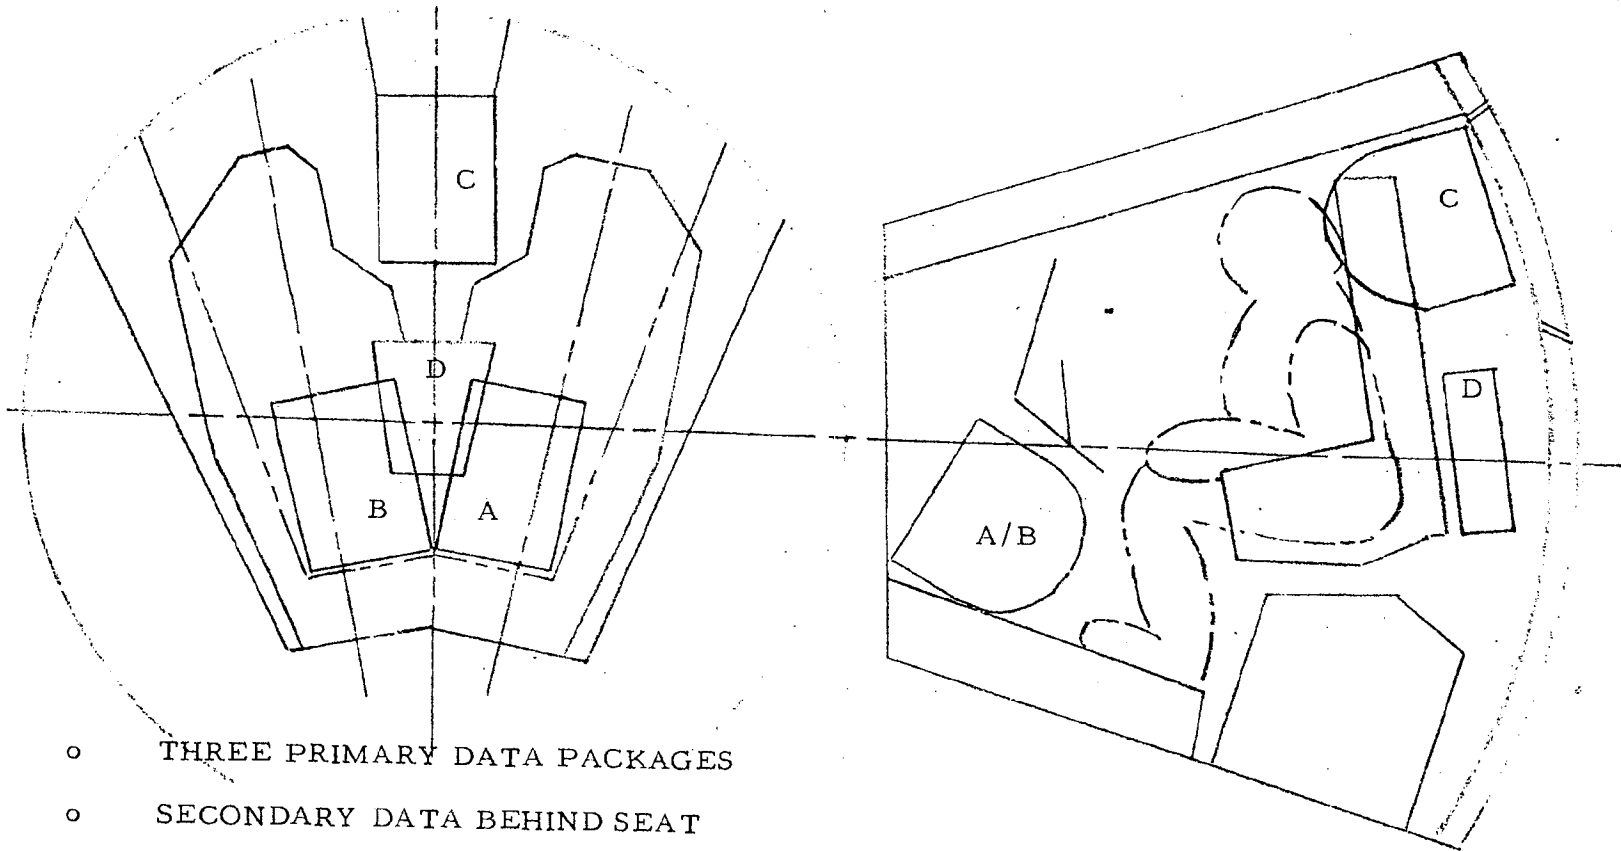 C
C
D
D
B
A
A/B
o THREE PRIMARY DATA PACKAGES
o SECONDARY DATA BEHIND SEAT